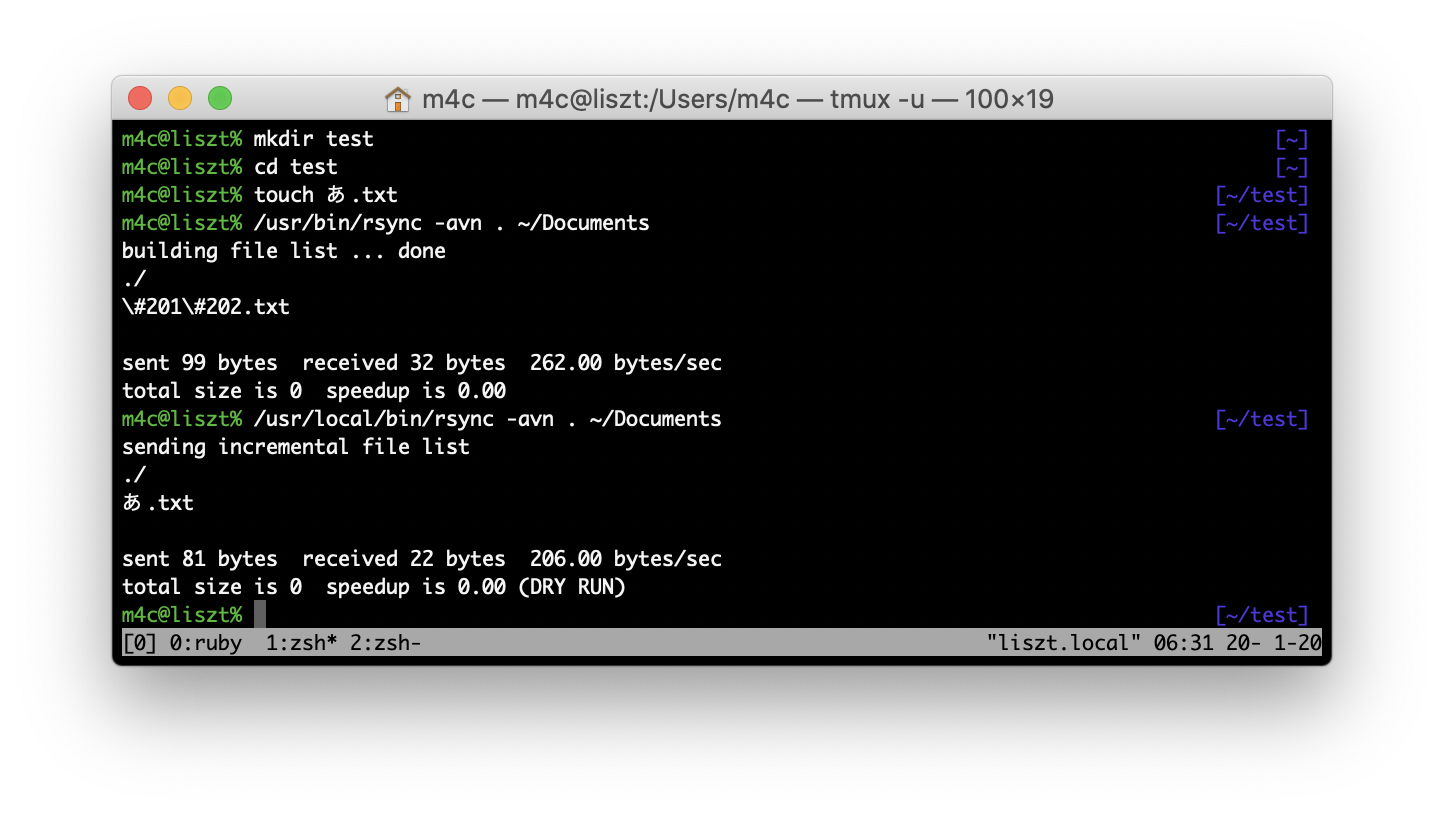 m4c — m4c@liszt:/Users/m4c — tmux -u — 100×19
m4c@liszt% mkdir test [~]
m4c@liszt% cd test [~]
m4c@liszt% touch あ.txt [~/test]
m4c@liszt% /usr/bin/rsync -avn . ~/Documents [~/test]
building file list ... done
./
\#201\#202.txt
sent 99 bytes  received 32 bytes  262.00 bytes/sec
total size is 0  speedup is 0.00
m4c@liszt% /usr/local/bin/rsync -avn . ~/Documents [~/test]
sending incremental file list
./
あ.txt
sent 81 bytes  received 22 bytes  206.00 bytes/sec
total size is 0  speedup is 0.00 (DRY RUN)
m4c@liszt% [~/test]
[0] 0:ruby  1:zsh* 2:zsh- "liszt.local" 06:31 20- 1-20